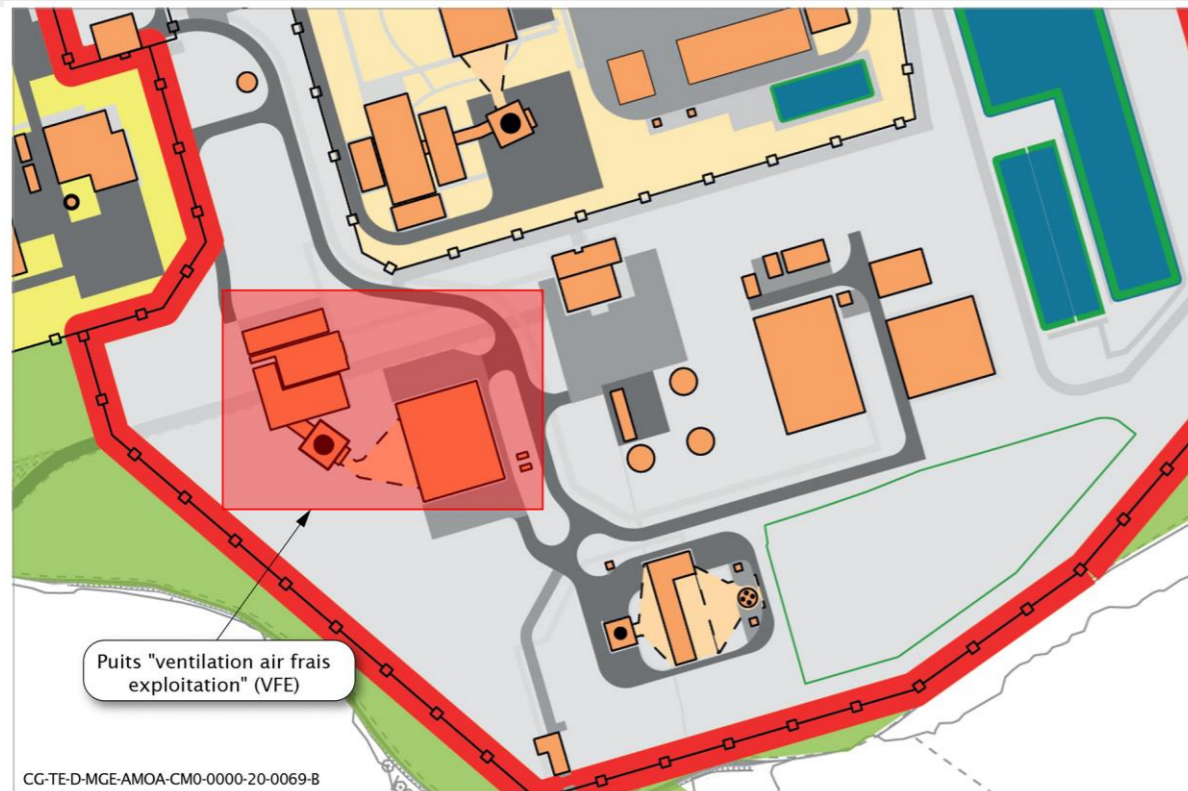 Puits "ventilation air frais
exploitation" (VFE)
CG-TE-D-MGE-AMOA-CM0-0000-20-0069-B